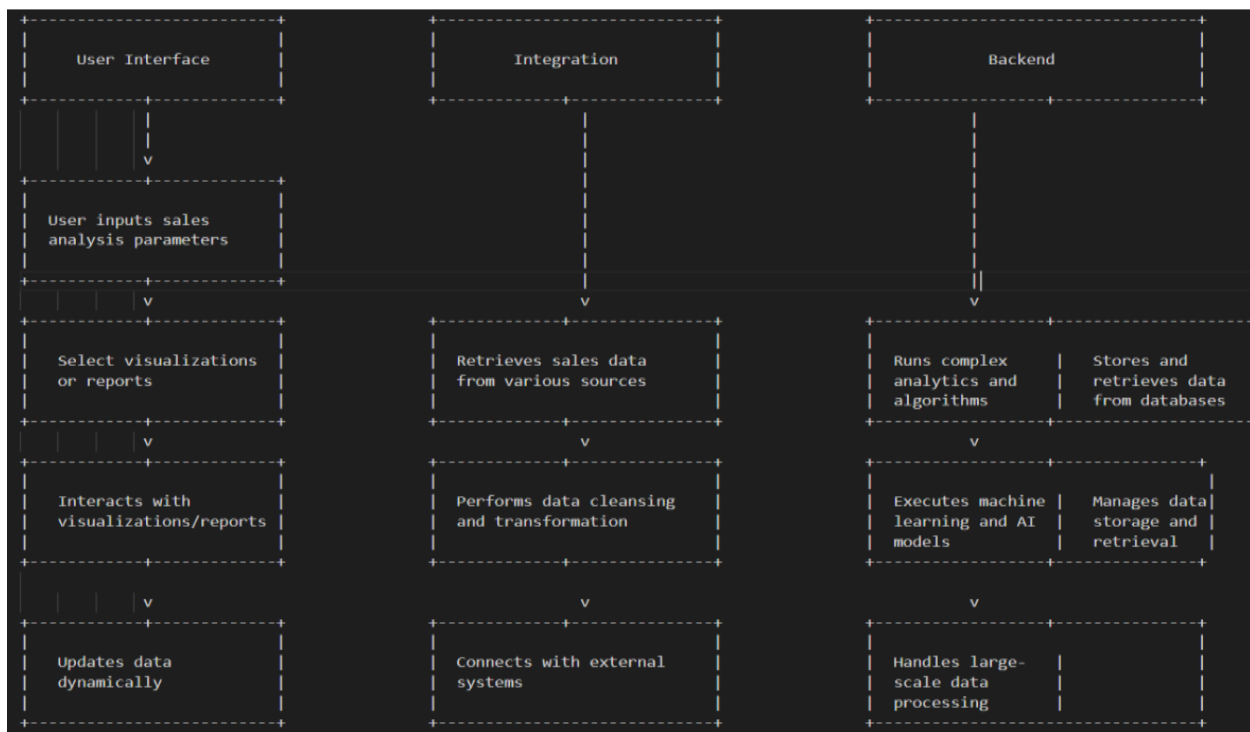 User Interface
Integration
Backend
User inputs sales
analysis parameters
Select visualizations
or reports
Retrieves sales data
from various sources
Runs complex
analytics and
algorithms
Stores and
retrieves data
from databases
Interacts with
visualizations/reports
Performs data cleansing
and transformation
Executes machine
learning and AI
models
Manages data
storage and
retrieval
Updates data
dynamically
Connects with external
systems
Handles large-
scale data
processing